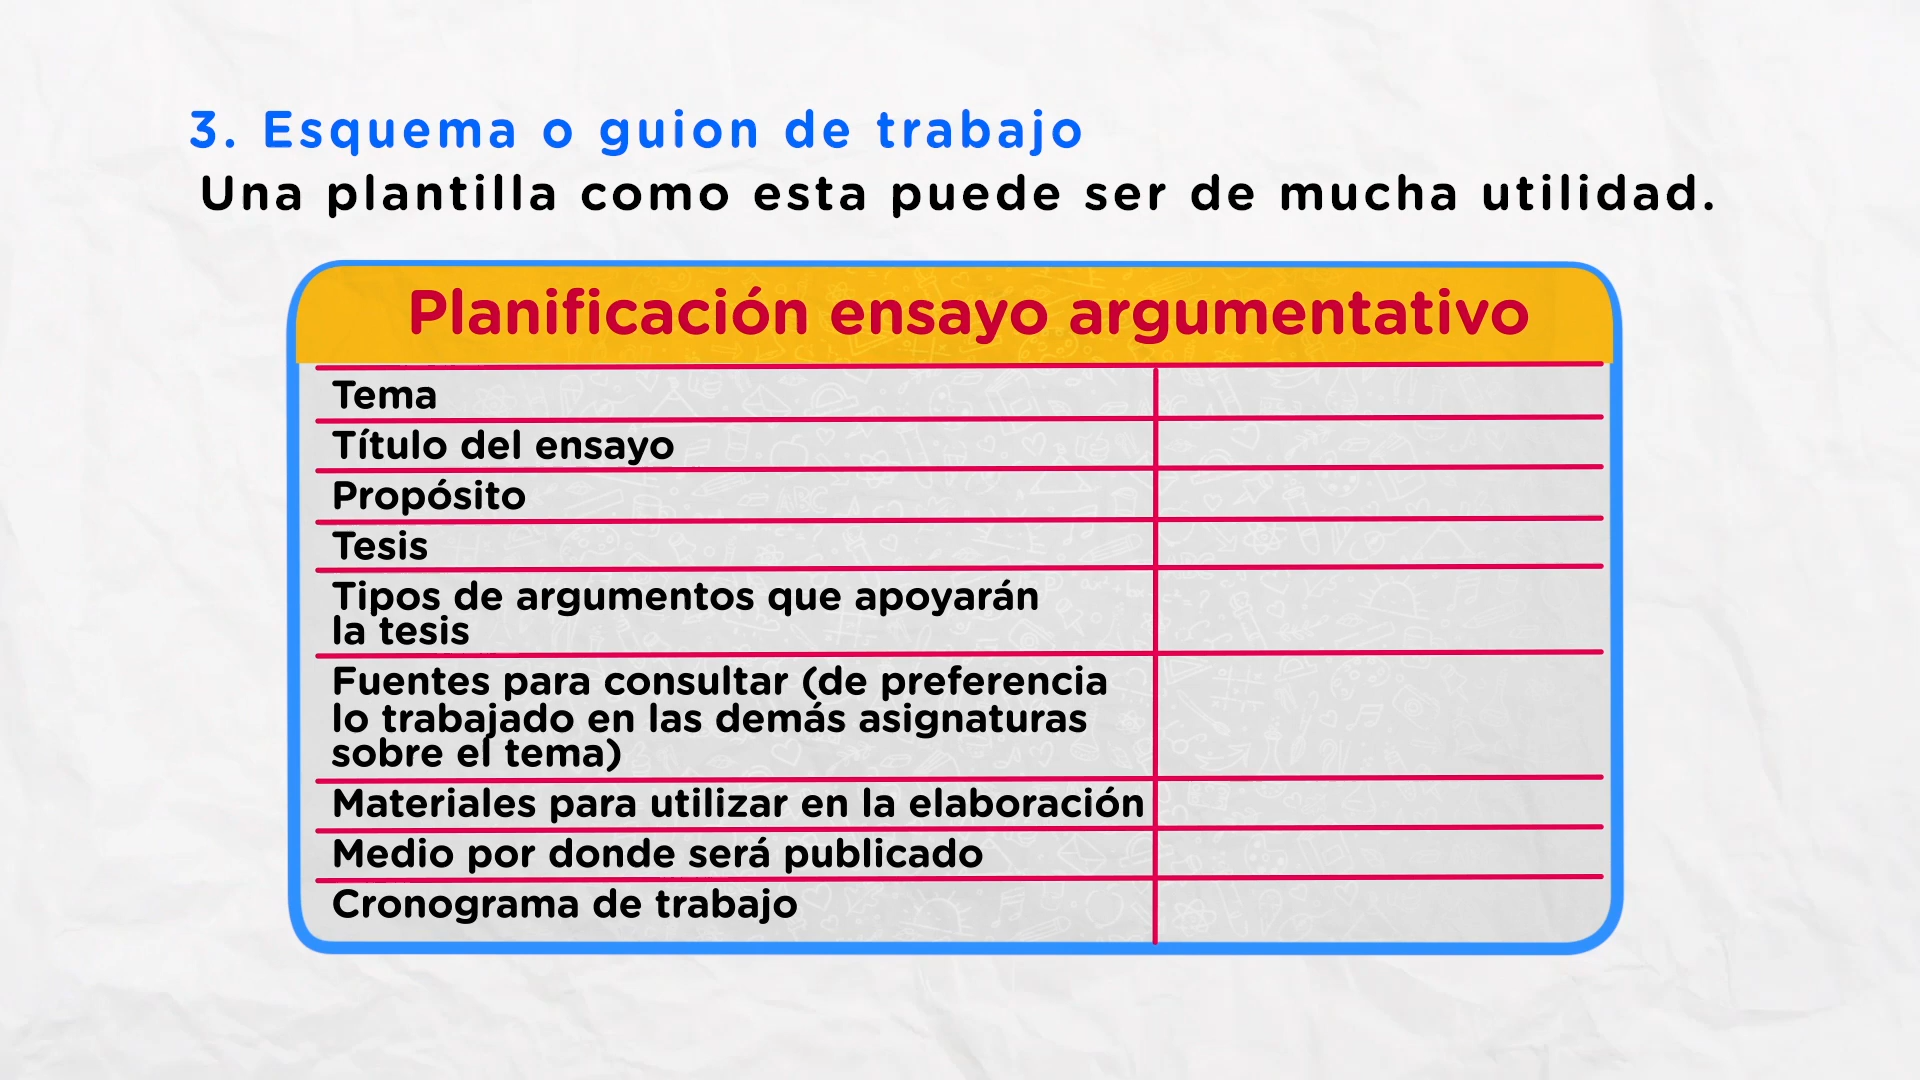 3. Esquema o guion de trabajo
Una plantilla como esta puede ser de mucha utilidad.
Planificación ensayo argumentativo
Tema
Título del ensayo
Propósito
Tesis
Tipos de argumentos que apoyarán
la tesis
Fuentes para consultar (de preferencia
lo trabajado en las demás asignaturas
sobre el tema)
Materiales para utilizar en la elaboración
Medio por donde será publicado
Cronograma de trabajo